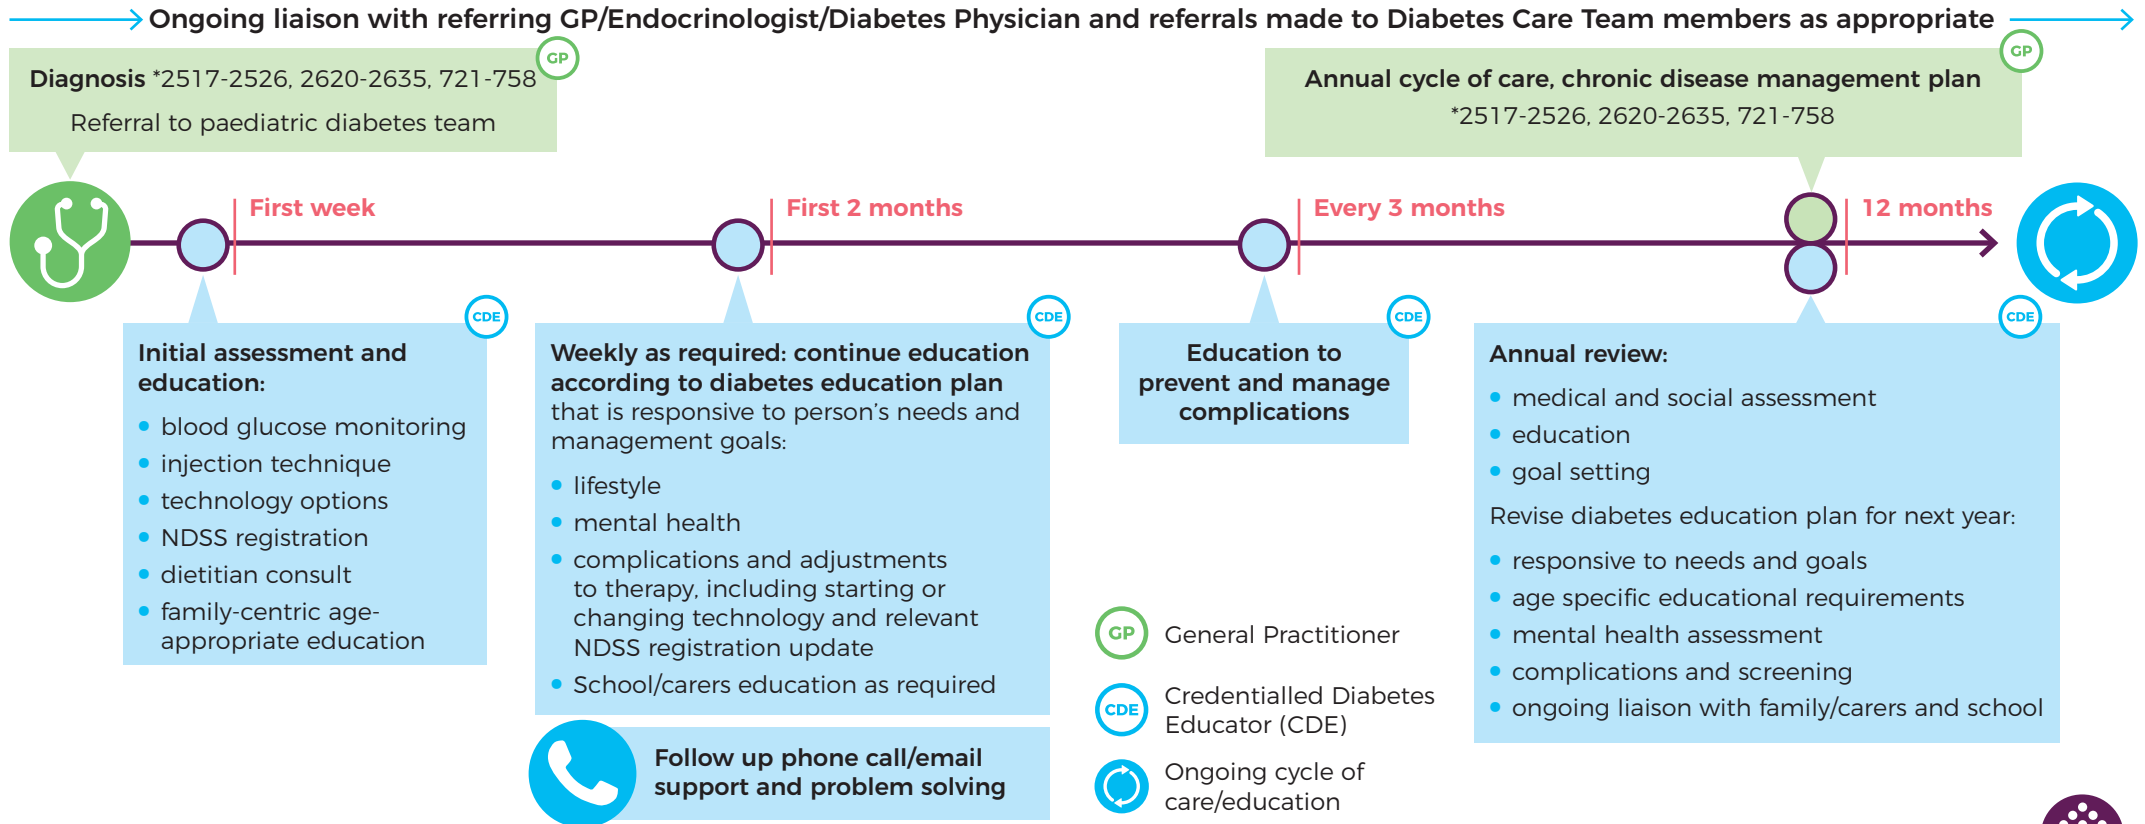 Ongoing liaison with referring GP/Endocrinologist/Diabetes Physician and referrals made to Diabetes Care Team members as appropriate
GP
Diagnosis *2517-2526, 2620-2635, 721-758
Referral to paediatric diabetes team
GP
Annual cycle of care, chronic disease management plan
*2517-2526, 2620-2635, 721-758
First week
First 2 months
Every 3 months
12 months
CDE
Initial assessment and
education:
• blood glucose monitoring
• injection technique
• technology options
• NDSS registration
• dietitian consult
• family-centric age-
appropriate education
CDE
Weekly as required: continue education
according to diabetes education plan
that is responsive to person's needs and
management goals:
• lifestyle
• mental health
• complications and adjustments
to therapy, including starting or
changing technology and relevant
NDSS registration update
• School/carers education as required
Follow up phone call/email
support and problem solving
CDE
Education to
prevent and manage
complications
CDE
Annual review:
• medical and social assessment
• education
• goal setting
Revise diabetes education plan for next year:
• responsive to needs and goals
• age specific educational requirements
• mental health assessment
• complications and screening
• ongoing liaison with family/carers and school
GP
General Practitioner
CDE
Credentialled Diabetes
Educator (CDE)
Ongoing cycle of
care/education